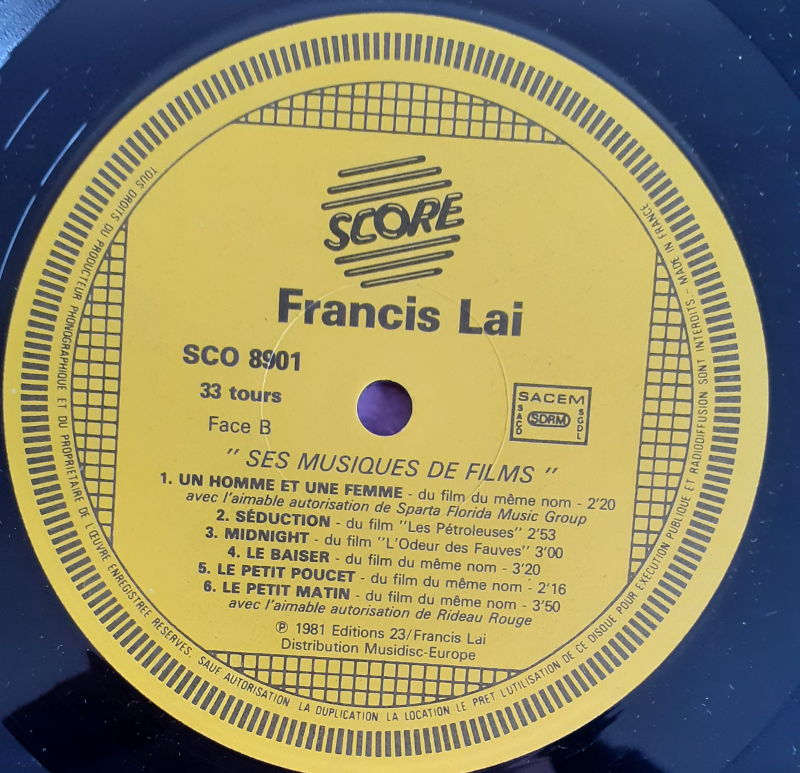 SCORE
Francis Lai
SCO 8901
33 tours
Face B
SACEM
SACD
SDRM
SGDL
" SES MUSIQUES DE FILMS "
1. UN HOMME ET UNE FEMME - du film du même nom - 2'20
avec l'aimable autorisation de Sparta Florida Music Group
2. SÉDUCTION - du film "Les Pétroleuses" 2'53
3. MIDNIGHT - du film "L'Odeur des Fauves" 3'00
4. LE BAISER - du film du même nom - 3'20
5. LE PETIT POUCET - du film du même nom - 2'16
6. LE PETIT MATIN - du film du même nom - 3'50
avec l'aimable autorisation de Rideau Rouge
℗ 1981 Editions 23/Francis Lai
Distribution Musidisc-Europe
TOUS DROITS DU PRODUCTEUR PHONOGRAPHIQUE ET DU PROPRIETAIRE DE L'ŒUVRE ENREGISTREE RESERVES. SAUF AUTORISATION LA DUPLICATION LA LOCATION LE PRET L'UTILISATION DE CE DISQUE POUR EXECUTION PUBLIQUE ET RADIODIFFUSION SONT INTERDITS - MADE IN FRANCE